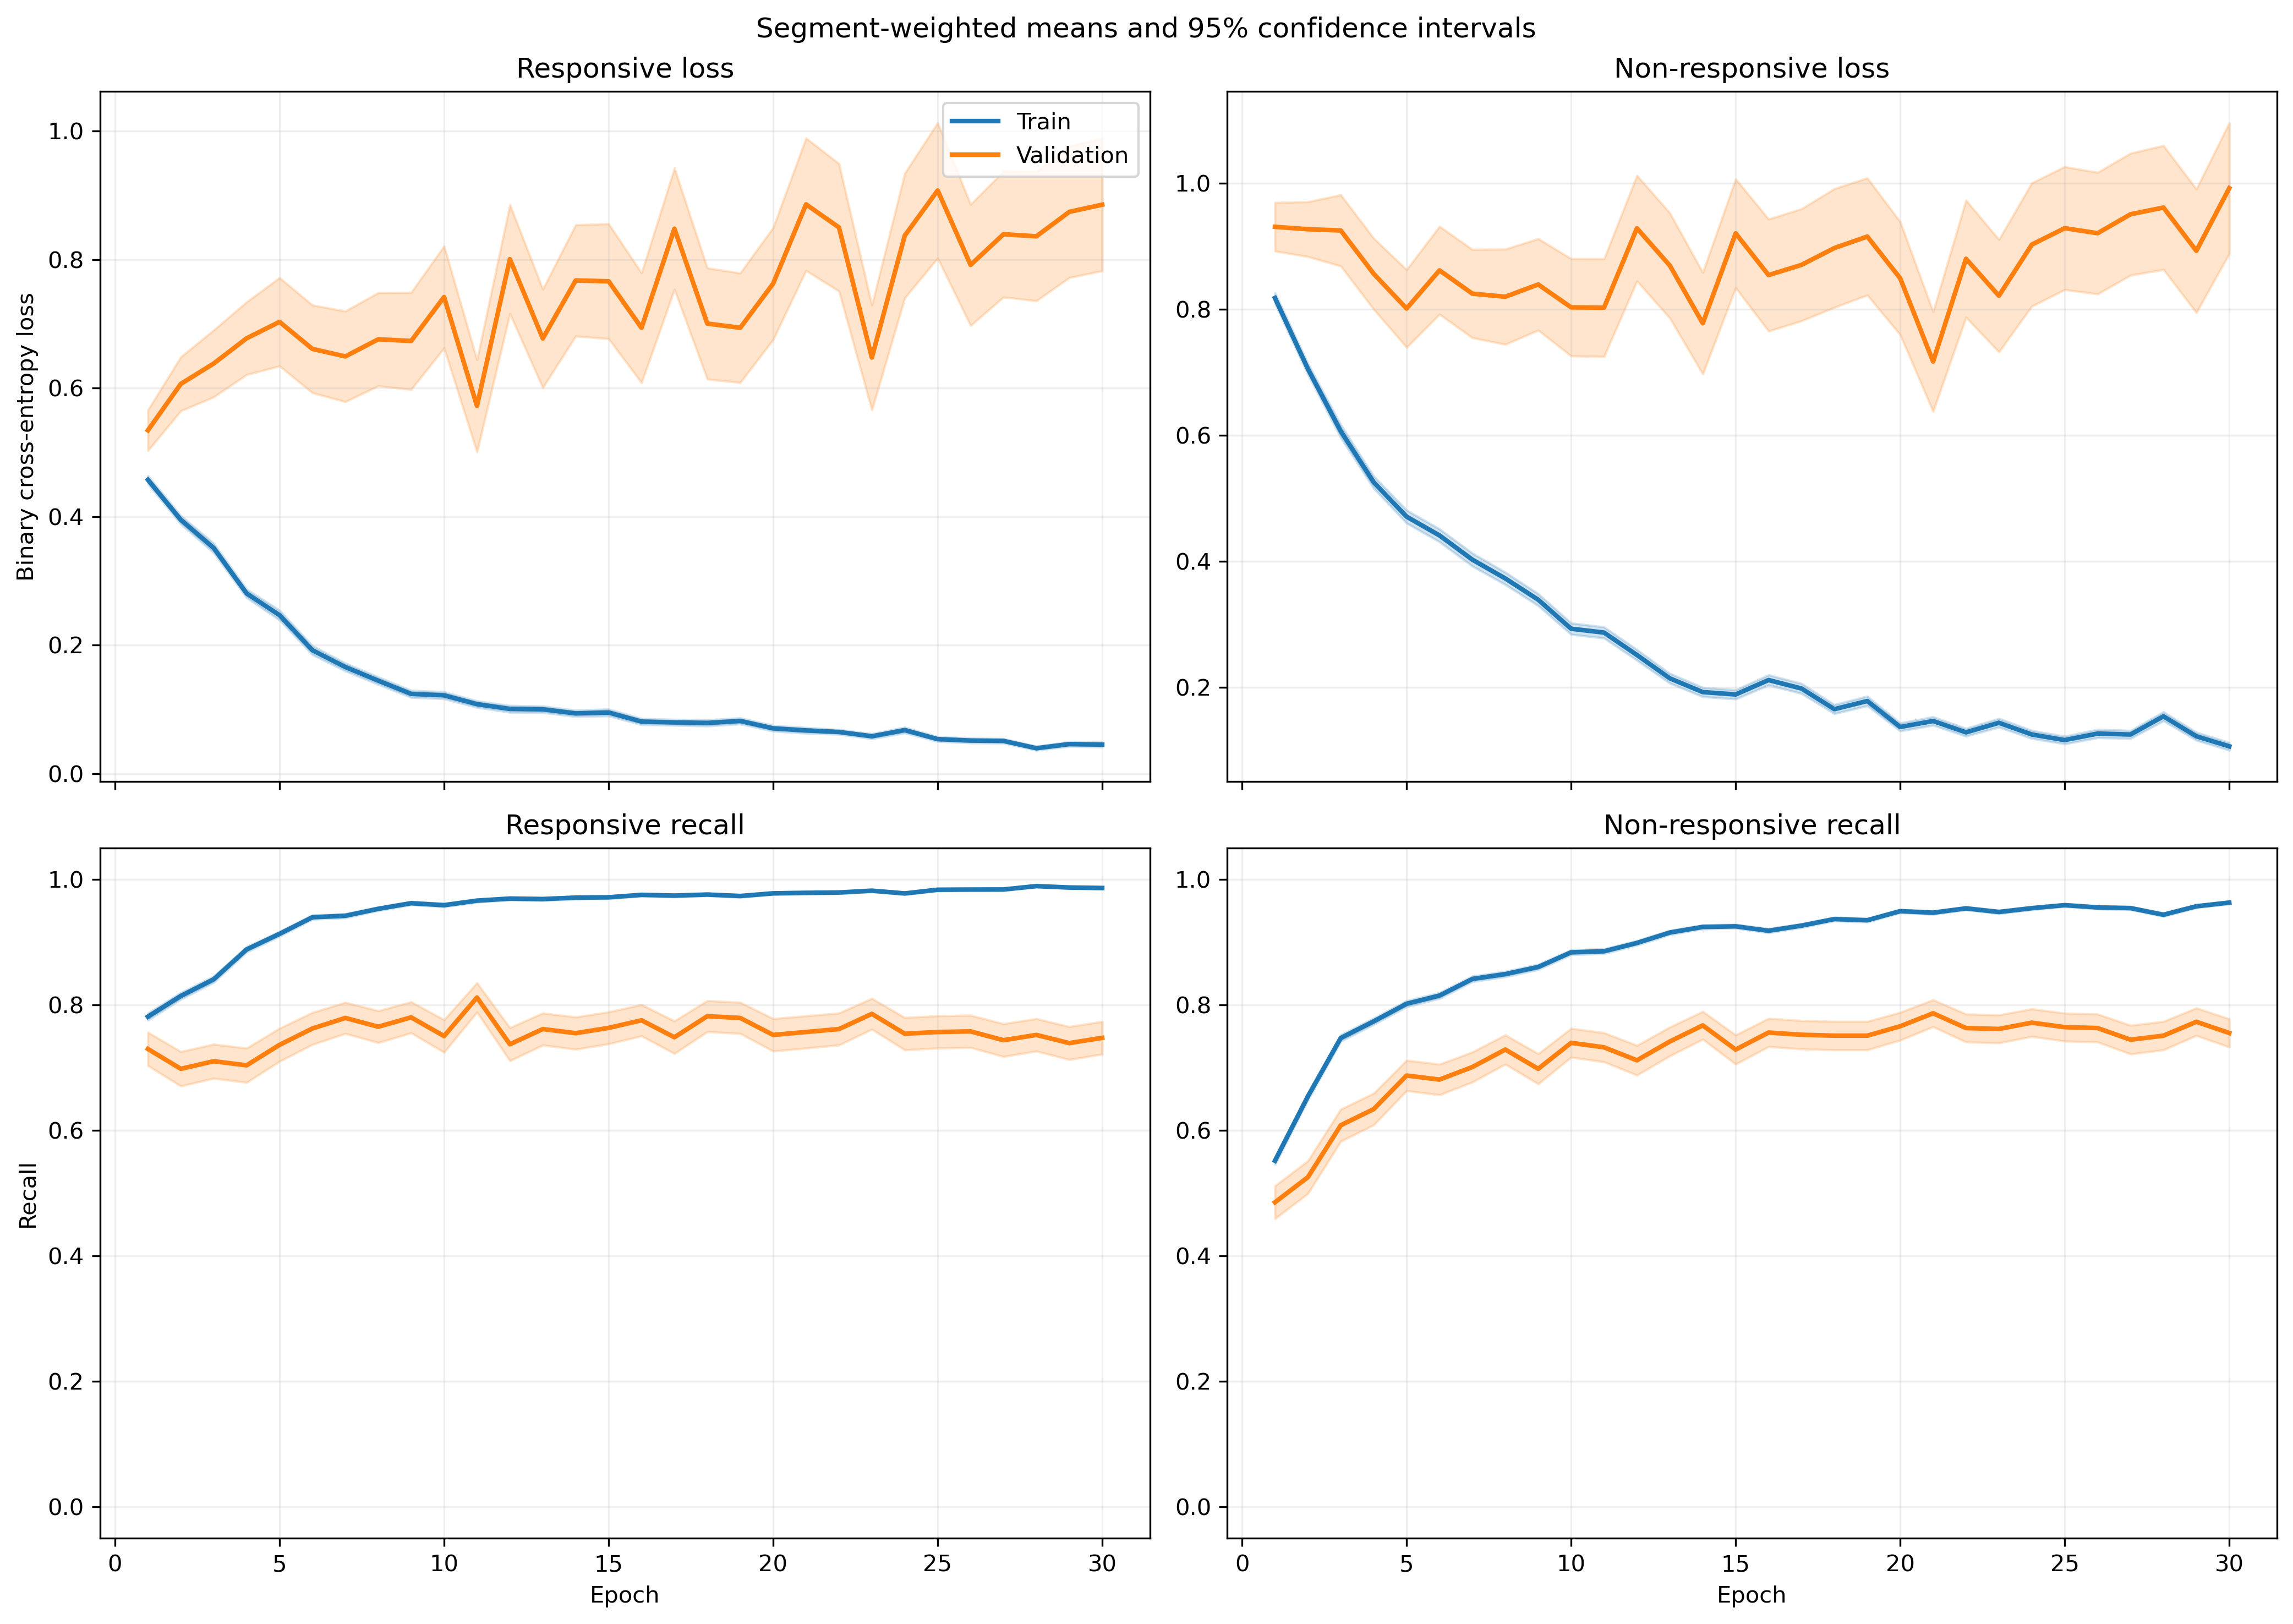 Segment-weighted means and 95% confidence intervals
Responsive loss
Non-responsive loss
Train
Validation
Binary cross-entropy loss
1.0
0.8
0.6
0.4
0.2
0.0
1.0
0.8
0.6
0.4
0.2
Responsive recall
Non-responsive recall
Recall
1.0
0.8
0.6
0.4
0.2
0.0
0 5 10 15 20 25 30
Epoch
1.0
0.8
0.6
0.4
0.2
0.0
0 5 10 15 20 25 30
Epoch